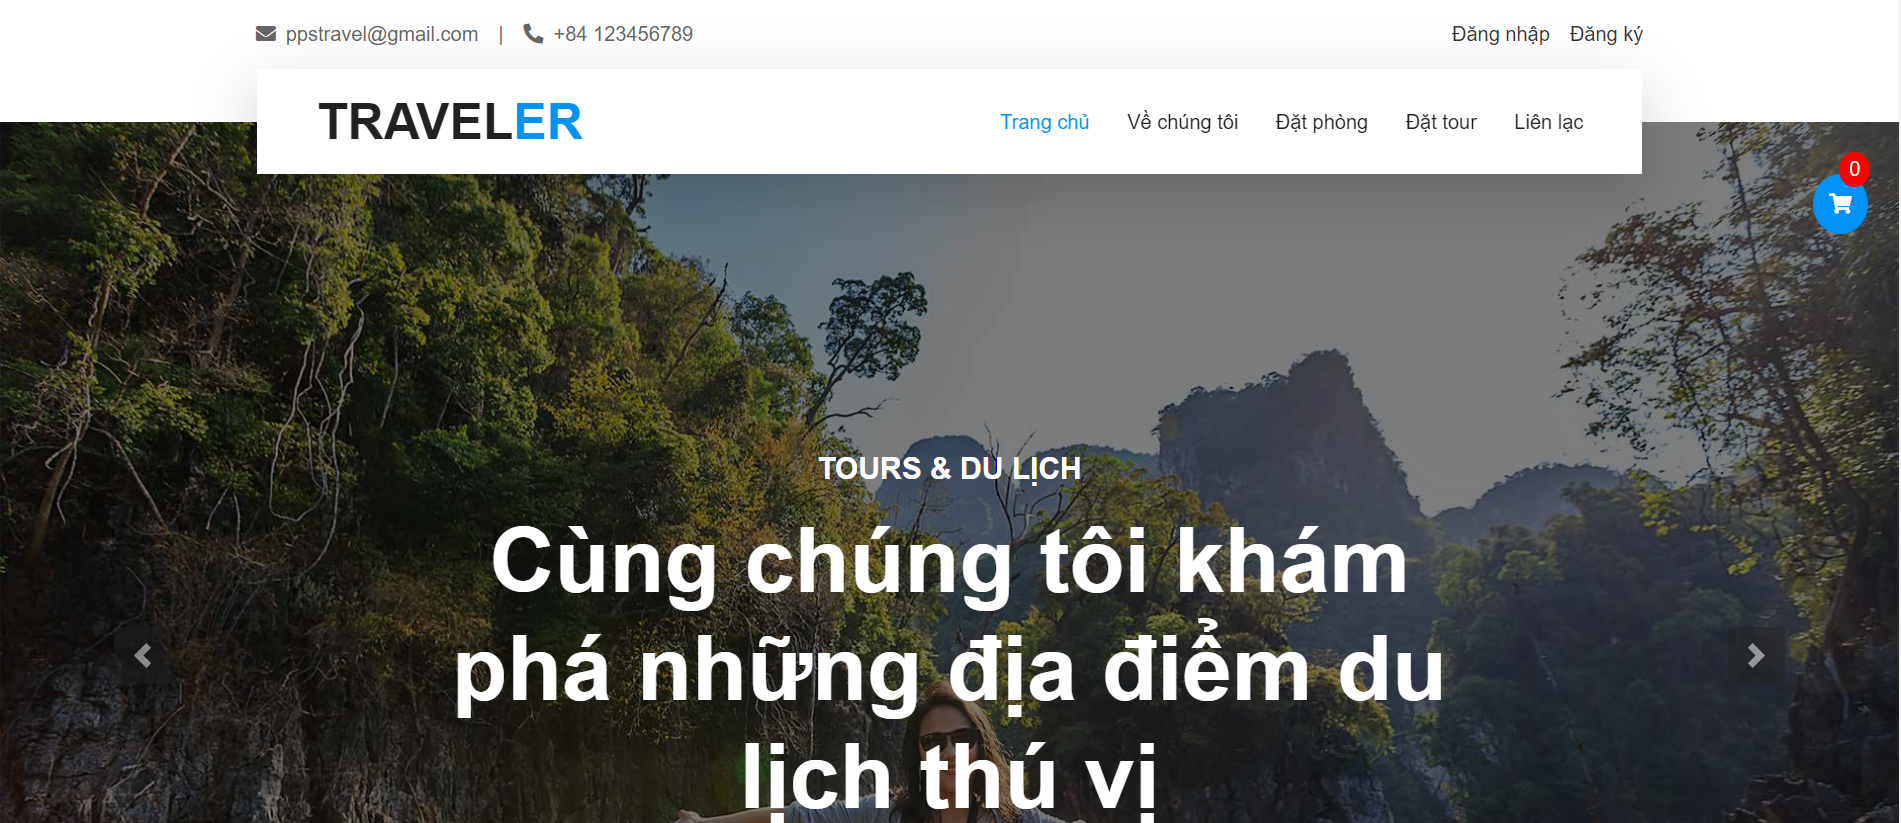 ppstravel@gmail.com | +84 123456789
Đăng nhập Đăng ký
TRAVELER
Trang chủ Về chúng tôi Đặt phòng Đặt tour Liên lạc
0
TOURS & DU LỊCH
Cùng chúng tôi khám
phá những địa điểm du
lịch thú vị